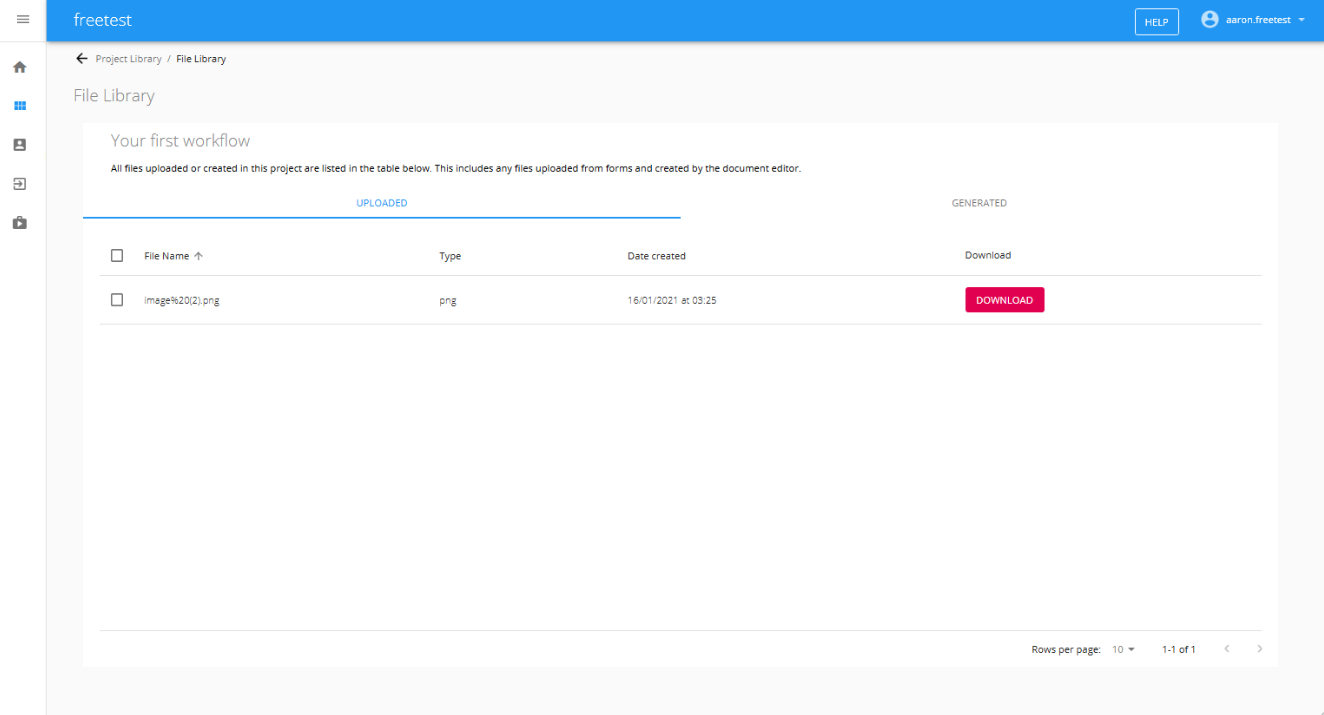 freetest
HELP
aaron.freetest
Project Library / File Library
File Library
Your first workflow
All files uploaded or created in this project are listed in the table below. This includes any files uploaded from forms and created by the document editor.
UPLOADED GENERATED
File Name Type Date created Download
image%20(2).png png 16/01/2021 at 03:25 DOWNLOAD
Rows per page: 10 1-1 of 1